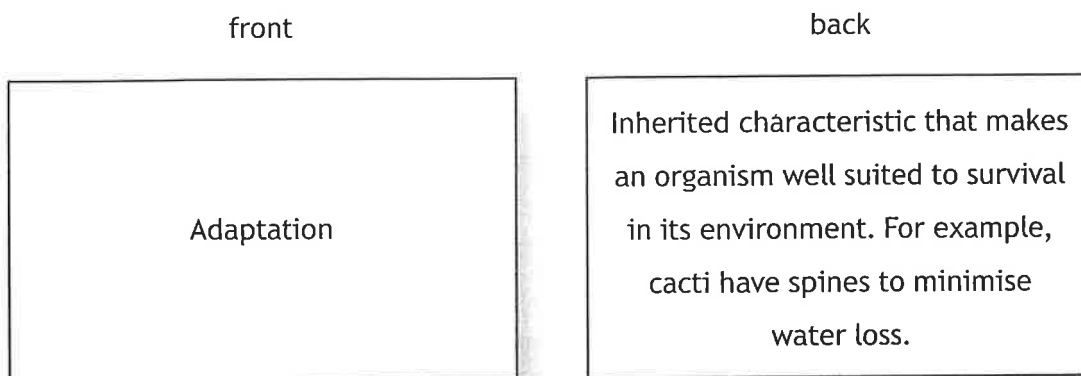 front
back
Adaptation
Inherited characteristic that makes
an organism well suited to survival
in its environment. For example,
cacti have spines to minimise
water loss.